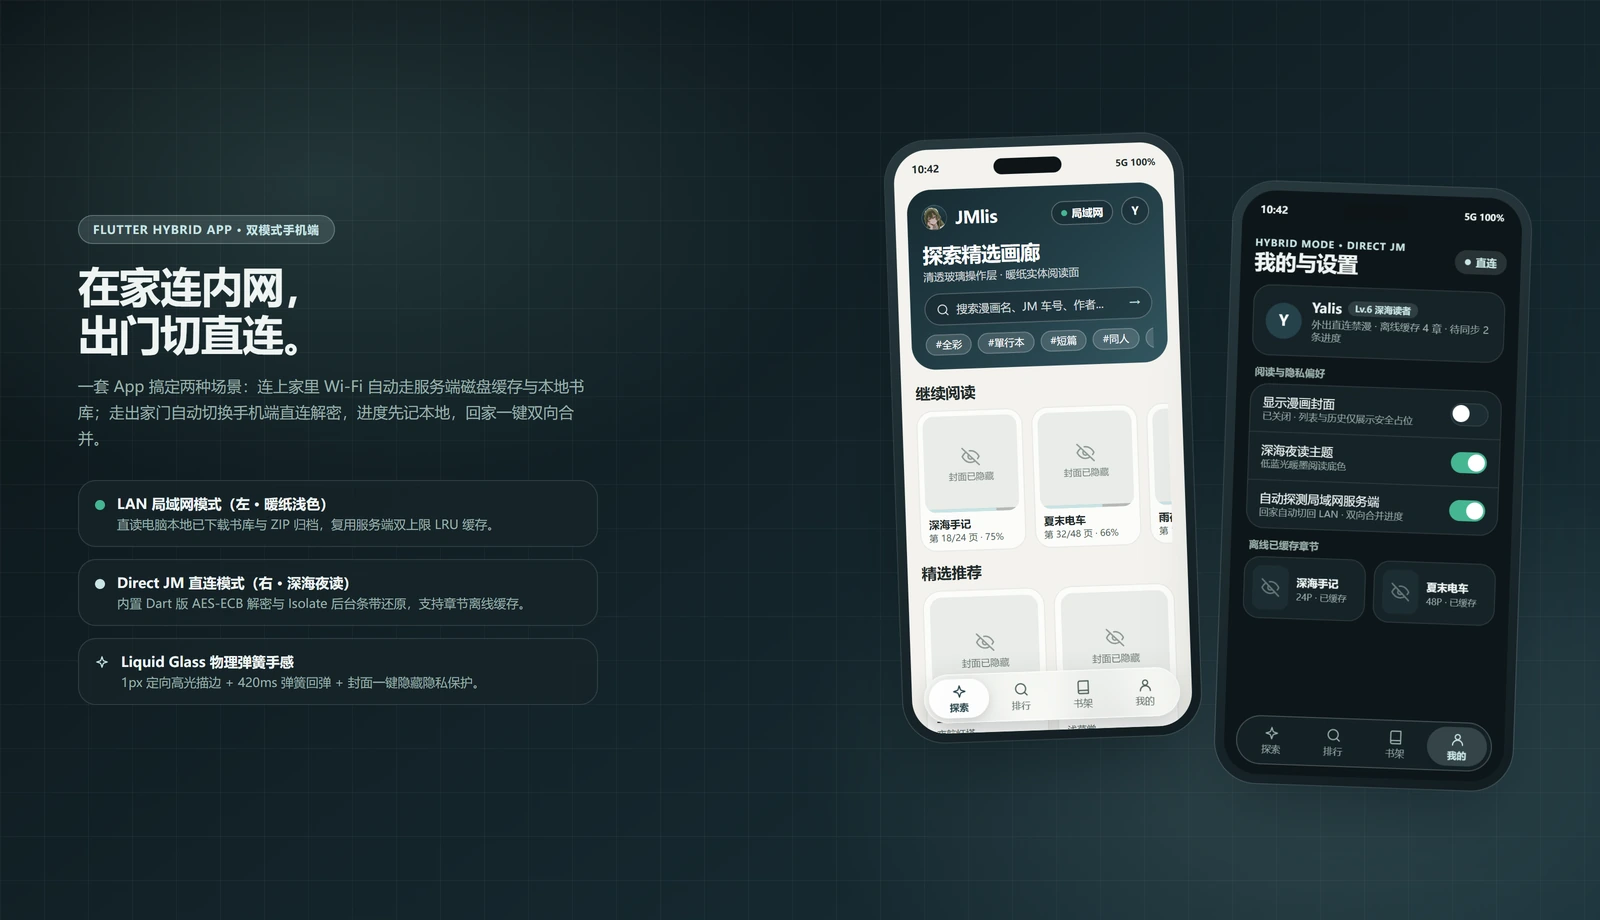 FLUTTER HYBRID APP • 双模式手机端
在家连内网，
出门切直连。
一套 App 搞定两种场景：连上家里 Wi-Fi 自动走服务端磁盘缓存与本地书
库；走出家门自动切换手机端直连解密，进度先记本地，回家一键双向合
并。
LAN 局域网模式（左 • 暖纸浅色）
直读电脑本地已下载书库与 ZIP 归档，复用服务端双上限 LRU 缓存。
Direct JM 直连模式（右 • 深海夜读）
内置 Dart 版 AES-ECB 解密与 Isolate 后台条带还原，支持章节离线缓存。
Liquid Glass 物理弹簧手感
1px 定向高光描边 + 420ms 弹簧回弹 + 封面一键隐藏隐私保护。
10:42
5G 100%
JMlis
局域网
Y
探索精选画廊
清透玻璃操作层 · 暖纸实体阅读面
搜索漫画名、JM 车号、作者... →
#全彩
#單行本
#短篇
#同人
继续阅读
封面已隐藏
封面已隐藏
深海手记
第 18/24 页 · 75%
夏末电车
第 32/48 页 · 66%
雨
第
精选推荐
封面已隐藏
封面已隐藏
探索
排行
书架
我的
10:42
5G 100%
HYBRID MODE • DIRECT JM
我的与设置
直连
Y
Yalis
Lv.6 深海读者
外出直连禁漫 · 离线缓存 4 章 · 待同步 2
条进度
阅读与隐私偏好
显示漫画封面
已关闭 · 列表与历史仅展示安全占位
深海夜读主题
低蓝光暖墨阅读底色
自动探测局域网服务端
回家自动切回 LAN · 双向合并进度
离线已缓存章节
深海手记
24P · 已缓存
夏末电车
48P · 已缓存
探索
排行
书架
我的